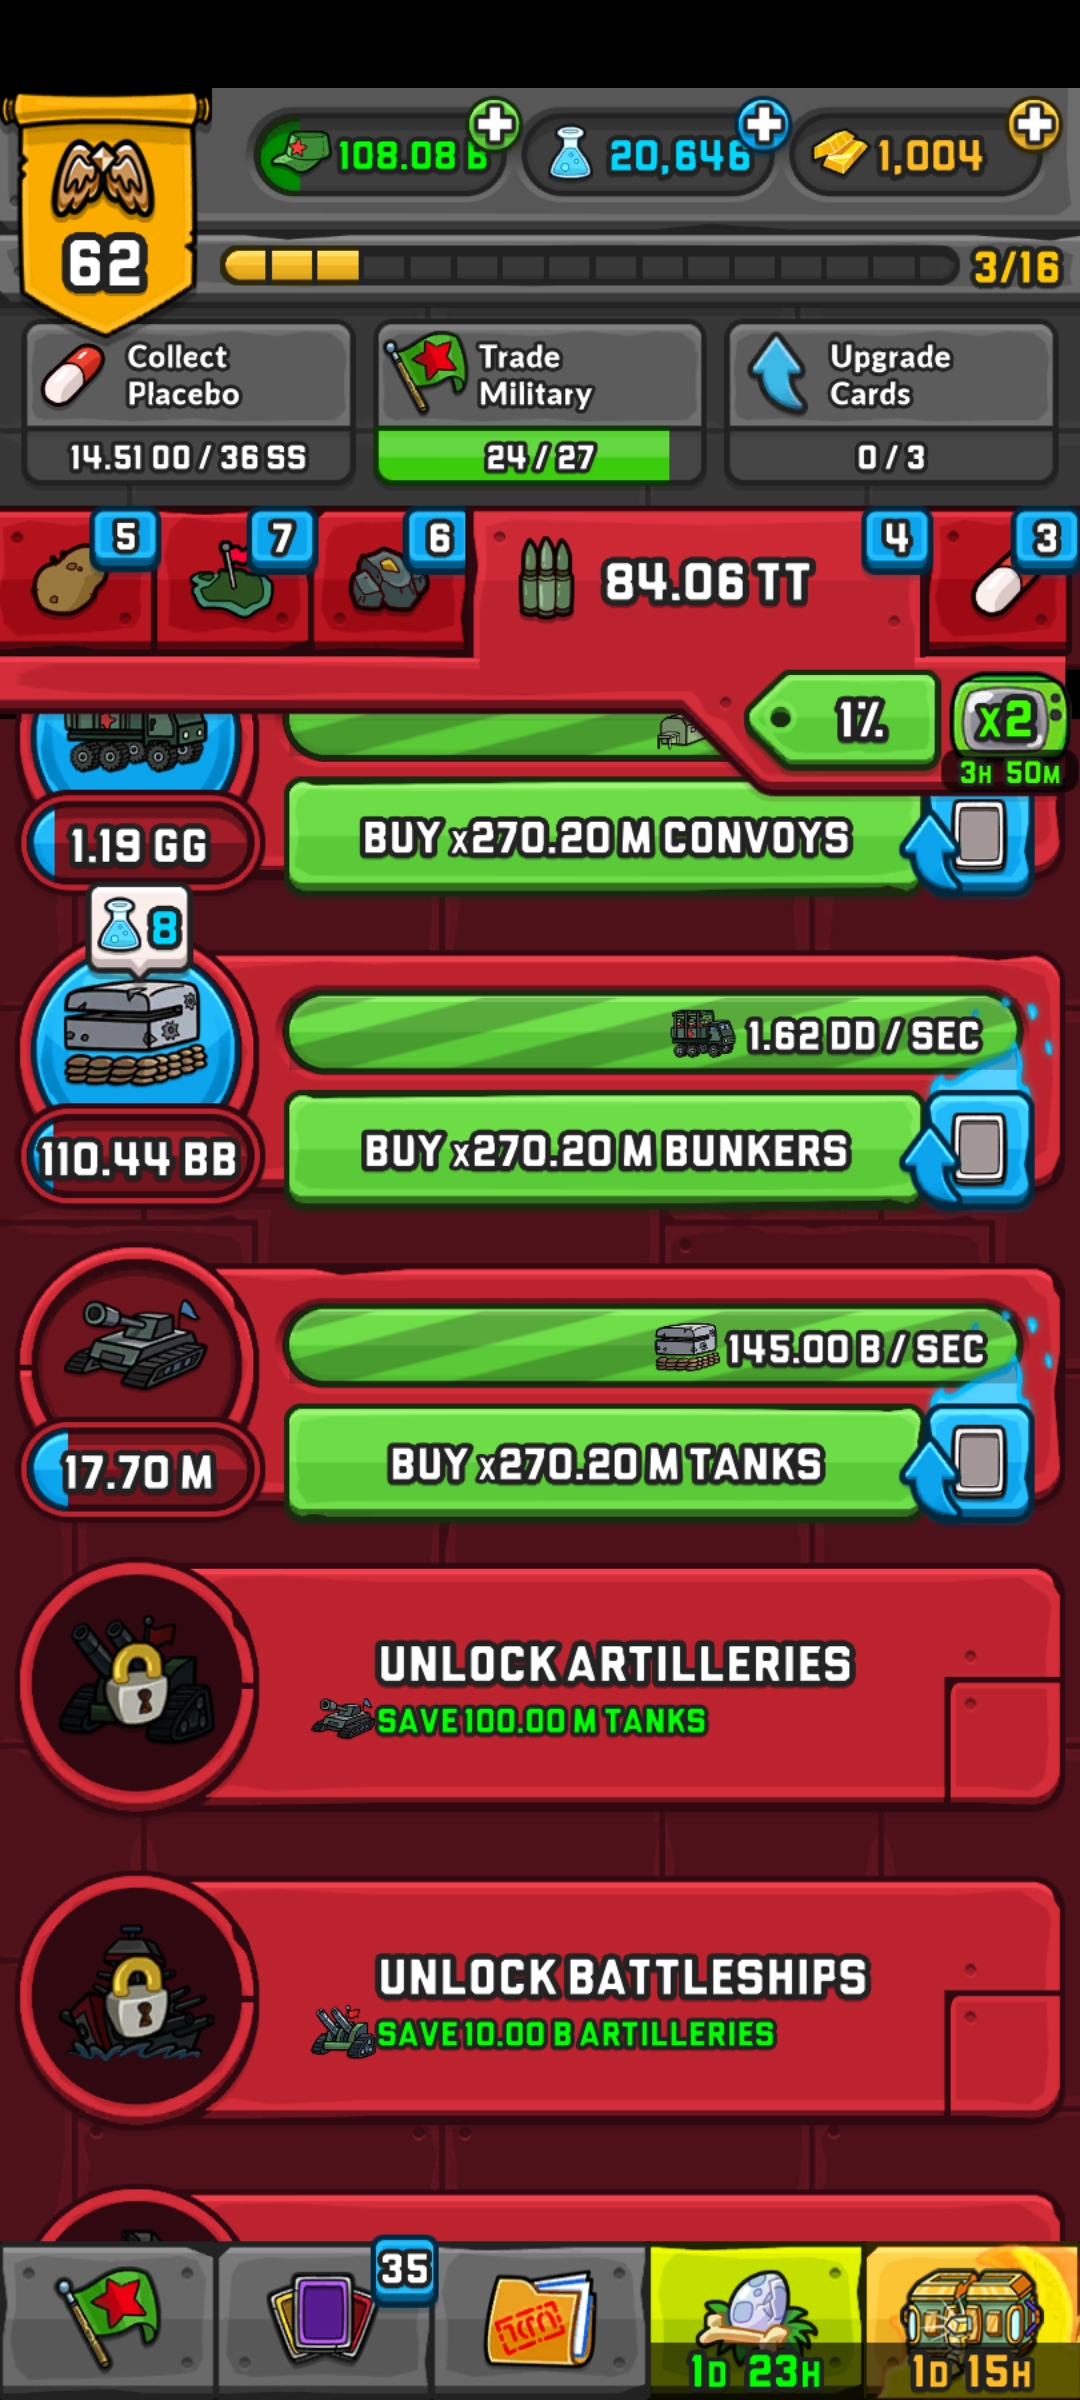 62
108.08 B
20,646
1,004
3/16
Collect
Placebo
14.51 OO / 36 SS
Trade
Military
24 / 27
Upgrade
Cards
0 / 3
5
7
6
84.06 TT
4
3
1%
x2
3H 50M
1.19 GG
BUY x270.20 M CONVOYS
8
110.44 BB
1.62 DD / SEC
BUY x270.20 M BUNKERS
17.70 M
145.00 B / SEC
BUY x270.20 M TANKS
UNLOCK ARTILLERIES
SAVE 100.00 M TANKS
UNLOCK BATTLESHIPS
SAVE 10.00 B ARTILLERIES
35
1D 23H
1D 15H